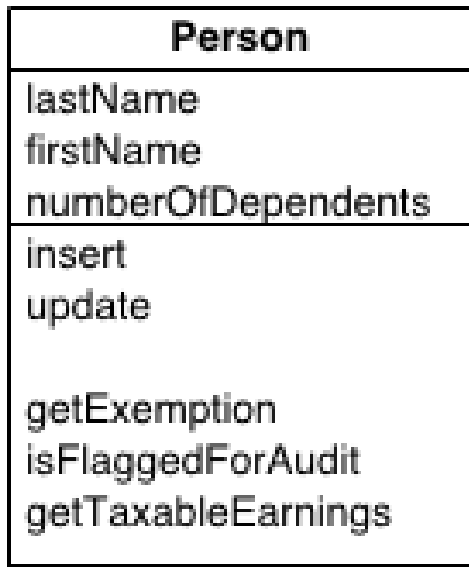 Person
lastName
firstName
numberOfDependents
insert
update
getExemption
isFlaggedForAudit
getTaxableEarnings